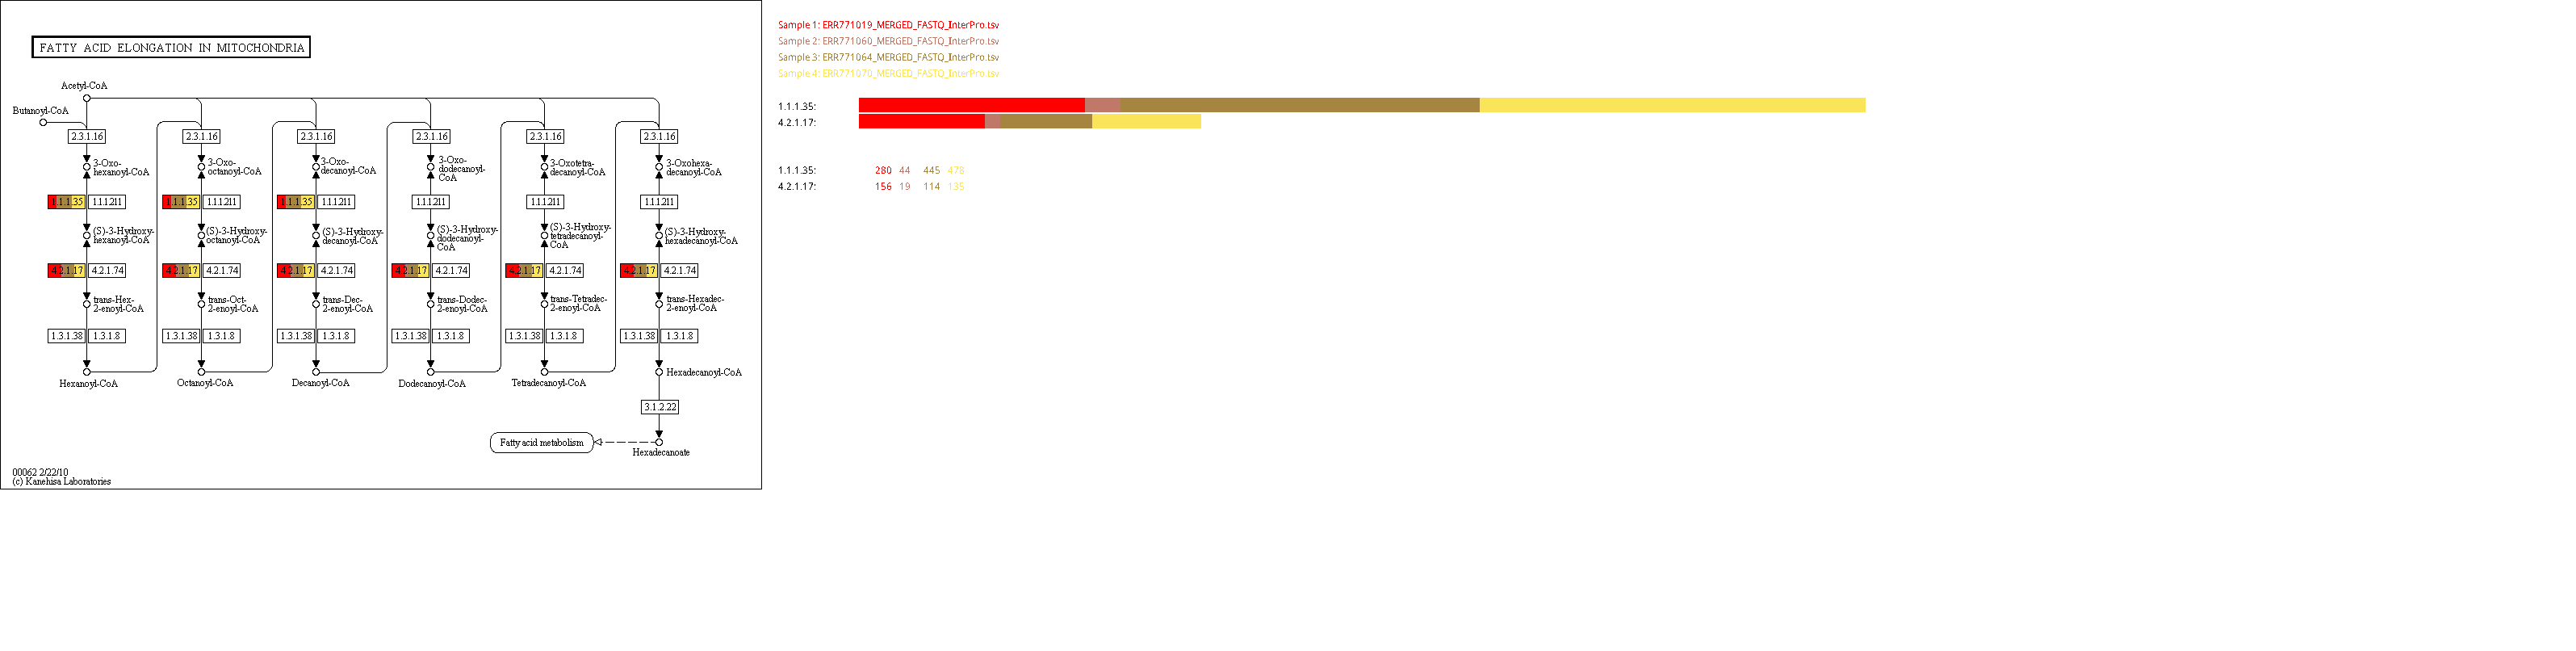 FATTY ACID ELONGATION IN MITOCHONDRIA
Acetyl-CoA
Butanoyl-CoA
2.3.1.16 2.3.1.16 2.3.1.16 2.3.1.16 2.3.1.16 2.3.1.16
3-Oxo-
hexanoyl-CoA
3-Oxo-
octanoyl-CoA
3-Oxo-
decanoyl-CoA
3-Oxo-
dodecanoyl-
CoA
3-Oxotetra-
decanoyl-CoA
3-Oxohexa-
decanoyl-CoA
1.1.1.35 1.1.1.211 1.1.1.35 1.1.1.211 1.1.1.35 1.1.1.211 1.1.1.211 1.1.1.211 1.1.1.211
(S)-3-Hydroxy-
hexanoyl-CoA
(S)-3-Hydroxy-
octanoyl-CoA
(S)-3-Hydroxy-
decanoyl-CoA
(S)-3-Hydroxy-
dodecanoyl-
CoA
(S)-3-Hydroxy-
tetradecanoyl-
CoA
(S)-3-Hydroxy-
hexadecanoyl-CoA
4.2.1.17 4.2.1.74 4.2.1.17 4.2.1.74 4.2.1.17 4.2.1.74 4.2.1.17 4.2.1.74 4.2.1.17 4.2.1.74 4.2.1.17 4.2.1.74
trans-Hex-
2-enoyl-CoA
trans-Oct-
2-enoyl-CoA
trans-Dec-
2-enoyl-CoA
trans-Dodec-
2-enoyl-CoA
trans-Tetradec-
2-enoyl-CoA
trans-Hexadec-
2-enoyl-CoA
1.3.1.38 1.3.1.8 1.3.1.38 1.3.1.8 1.3.1.38 1.3.1.8 1.3.1.38 1.3.1.8 1.3.1.38 1.3.1.8 1.3.1.38 1.3.1.8
Hexanoyl-CoA
Octanoyl-CoA
Decanoyl-CoA
Dodecanoyl-CoA
Tetradecanoyl-CoA
Hexadecanoyl-CoA
3.1.2.22
Fatty acid metabolism
Hexadecanoate
00062 2/22/10
(c) Kanehisa Laboratories
Sample 1: ERR771019_MERGED_FASTQ_InterPro.tsv
Sample 2: ERR771060_MERGED_FASTQ_InterPro.tsv
Sample 3: ERR771064_MERGED_FASTQ_InterPro.tsv
Sample 4: ERR771070_MERGED_FASTQ_InterPro.tsv
1.1.1.35:
4.2.1.17:
1.1.1.35: 280 44 445 478
4.2.1.17: 156 19 114 135